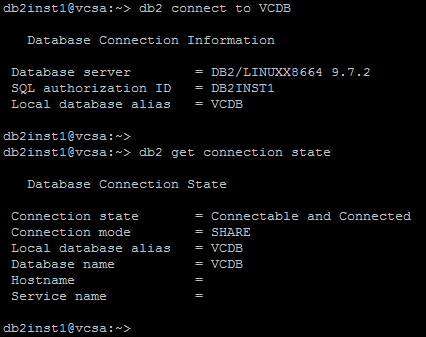 db2inst1@vcsa:~> db2 connect to VCDB
Database Connection Information
Database server = DB2/LINUXX8664 9.7.2
SQL authorization ID = DB2INST1
Local database alias = VCDB
db2inst1@vcsa:~>
db2inst1@vcsa:~> db2 get connection state
Database Connection State
Connection state = Connectable and Connected
Connection mode = SHARE
Local database alias = VCDB
Database name = VCDB
Hostname =
Service name =
db2inst1@vcsa:~>